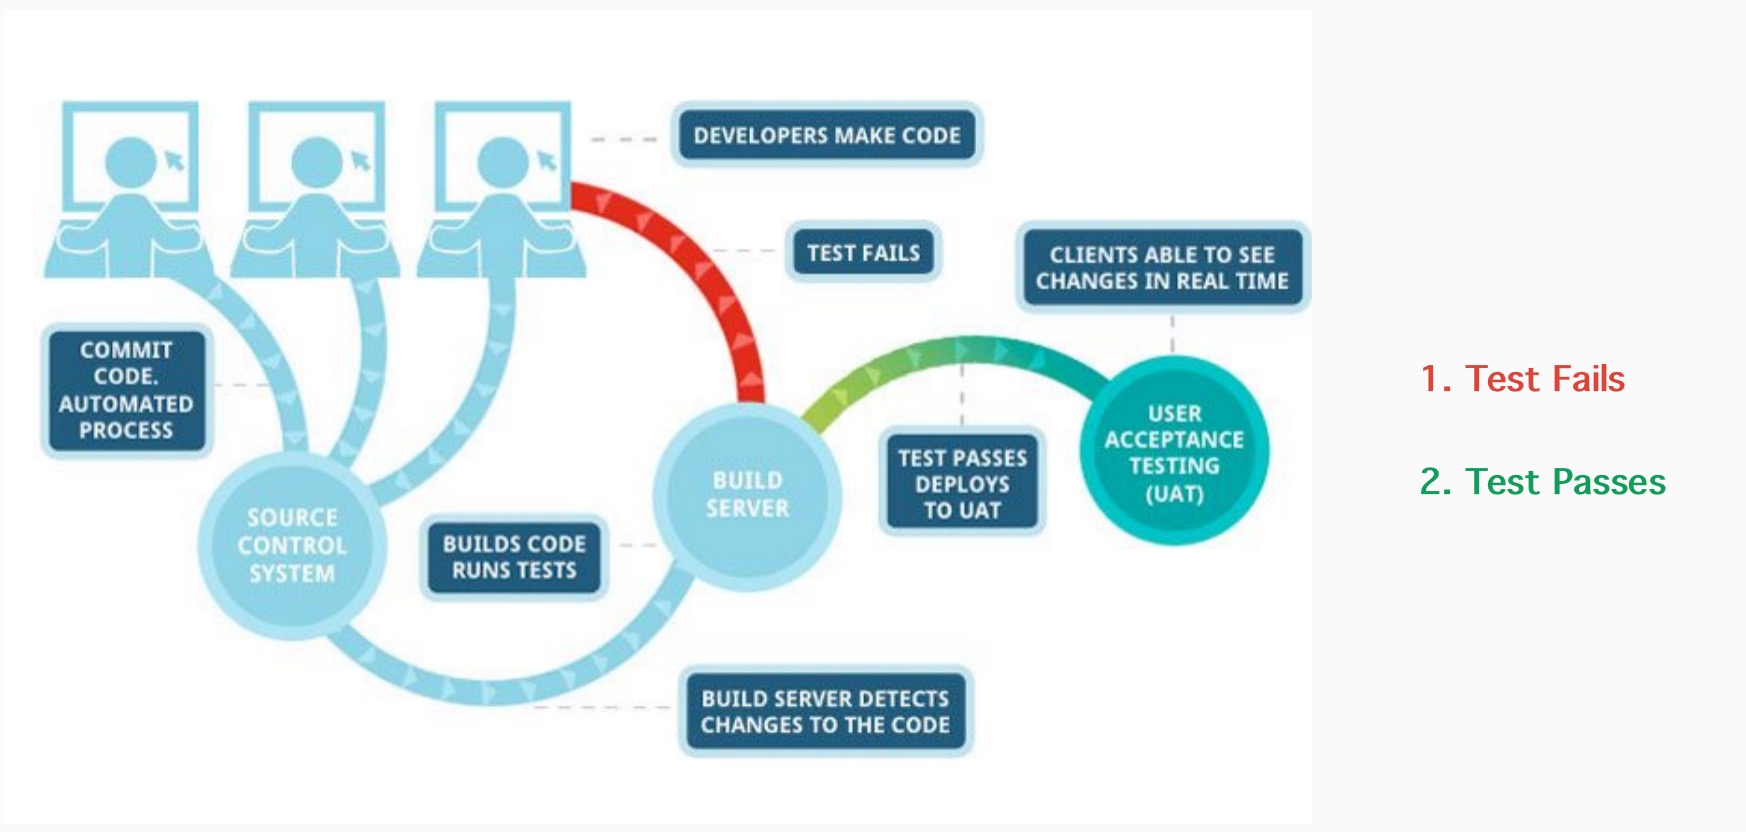 DEVELOPERS MAKE CODE
TEST FAILS
CLIENTS ABLE TO SEE
CHANGES IN REAL TIME
COMMIT
CODE.
AUTOMATED
PROCESS
SOURCE
CONTROL
SYSTEM
BUILDS CODE
RUNS TESTS
BUILD
SERVER
TEST PASSES
DEPLOYS
TO UAT
USER
ACCEPTANCE
TESTING
(UAT)
BUILD SERVER DETECTS
CHANGES TO THE CODE
1. Test Fails
2. Test Passes